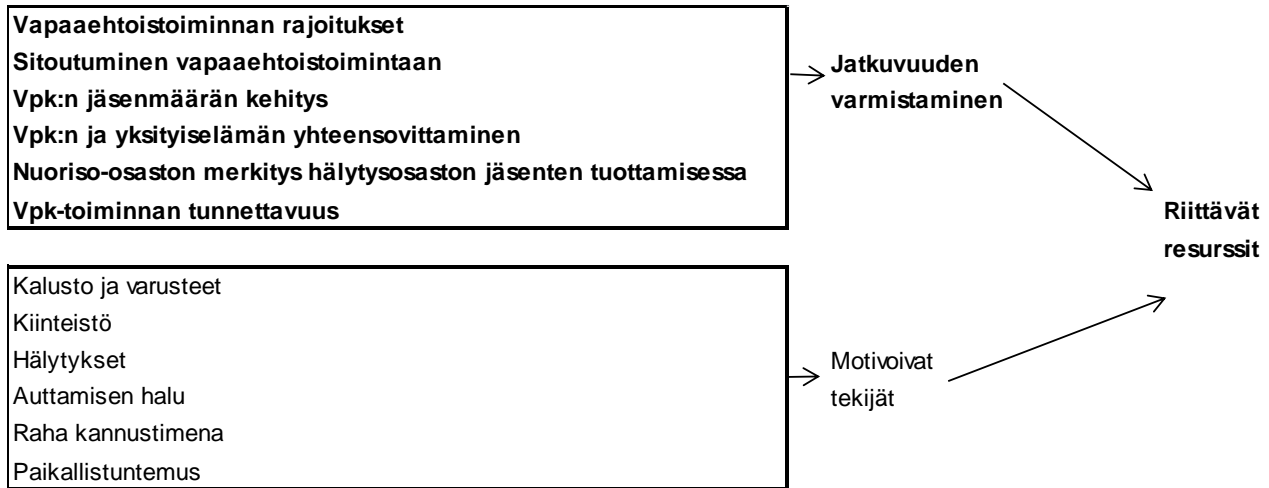 Vapaaehtoistoiminnan rajoitukset
Sitoutuminen vapaaehtoistoimintaan
Vpk:n jäsenmäärän kehitys
Vpk:n ja yksityiselämän yhteensovittaminen
Nuoriso-osaston merkitys hälytysosaston jäsenten tuottamisessa
Vpk-toiminnan tunnettavuus
Jatkuvuuden
varmistaminen
Kalusto ja varusteet
Kiinteistö
Hälytykset
Auttamisen halu
Raha kannustimena
Paikallistuntemus
Motivoivat
tekijät
Riittävät
resurssit